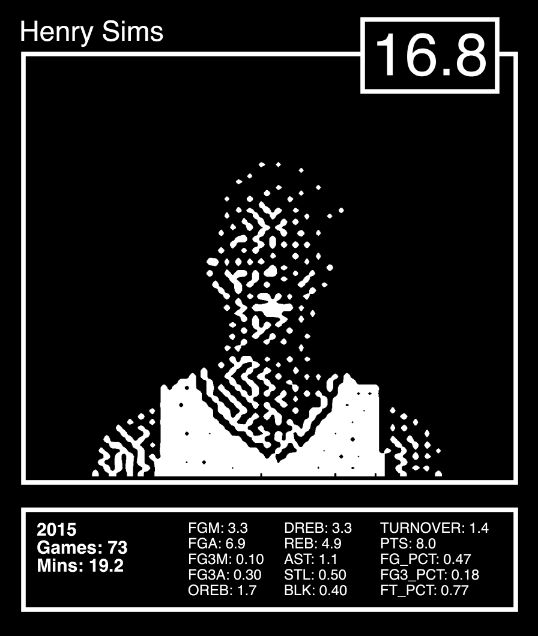 Henry Sims
16.8
2015
Games: 73
Mins: 19.2
FGM: 3.3
FGA: 6.9
FG3M: 0.10
FG3A: 0.30
OREB: 1.7
DREB: 3.3
REB: 4.9
AST: 1.1
STL: 0.50
BLK: 0.40
TURNOVER: 1.4
PTS: 8.0
FG_PCT: 0.47
FG3_PCT: 0.18
FT_PCT: 0.77